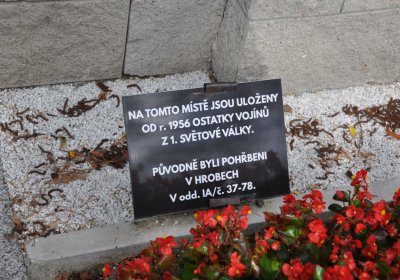 NA TOMTO MÍSTĚ JSOU ULOŽENY
OD r. 1956 OSTATKY VOJÍNŮ
Z 1. SVĚTOVÉ VÁLKY.
PŮVODNĚ BYLI POHŘBENI
V HROBECH
V odd. IA/č. 37-78.